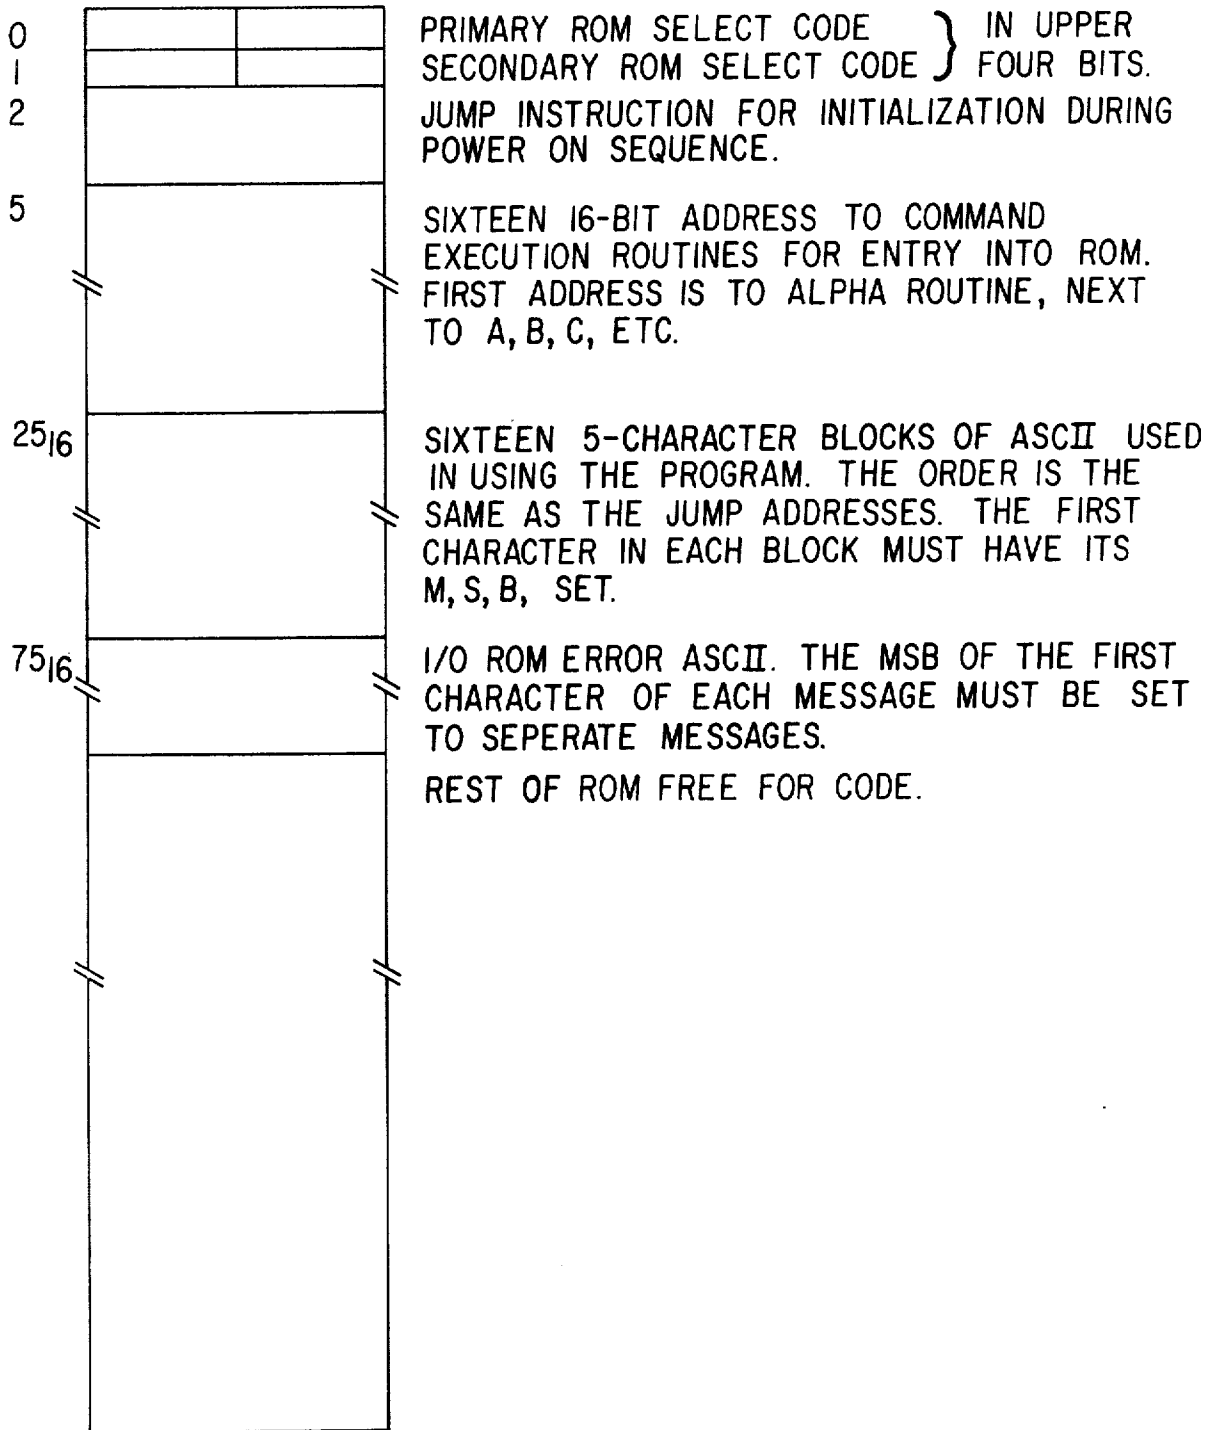 0 PRIMARY ROM SELECT CODE } IN UPPER
1 SECONDARY ROM SELECT CODE } FOUR BITS.
2 JUMP INSTRUCTION FOR INITIALIZATION DURING
POWER ON SEQUENCE.
5 SIXTEEN 16-BIT ADDRESS TO COMMAND
EXECUTION ROUTINES FOR ENTRY INTO ROM.
FIRST ADDRESS IS TO ALPHA ROUTINE, NEXT
TO A, B, C, ETC.
25₁₆ SIXTEEN 5-CHARACTER BLOCKS OF ASCII USED
IN USING THE PROGRAM. THE ORDER IS THE
SAME AS THE JUMP ADDRESSES. THE FIRST
CHARACTER IN EACH BLOCK MUST HAVE ITS
M, S, B, SET.
75₁₆ I/O ROM ERROR ASCII. THE MSB OF THE FIRST
CHARACTER OF EACH MESSAGE MUST BE SET
TO SEPERATE MESSAGES.
REST OF ROM FREE FOR CODE.